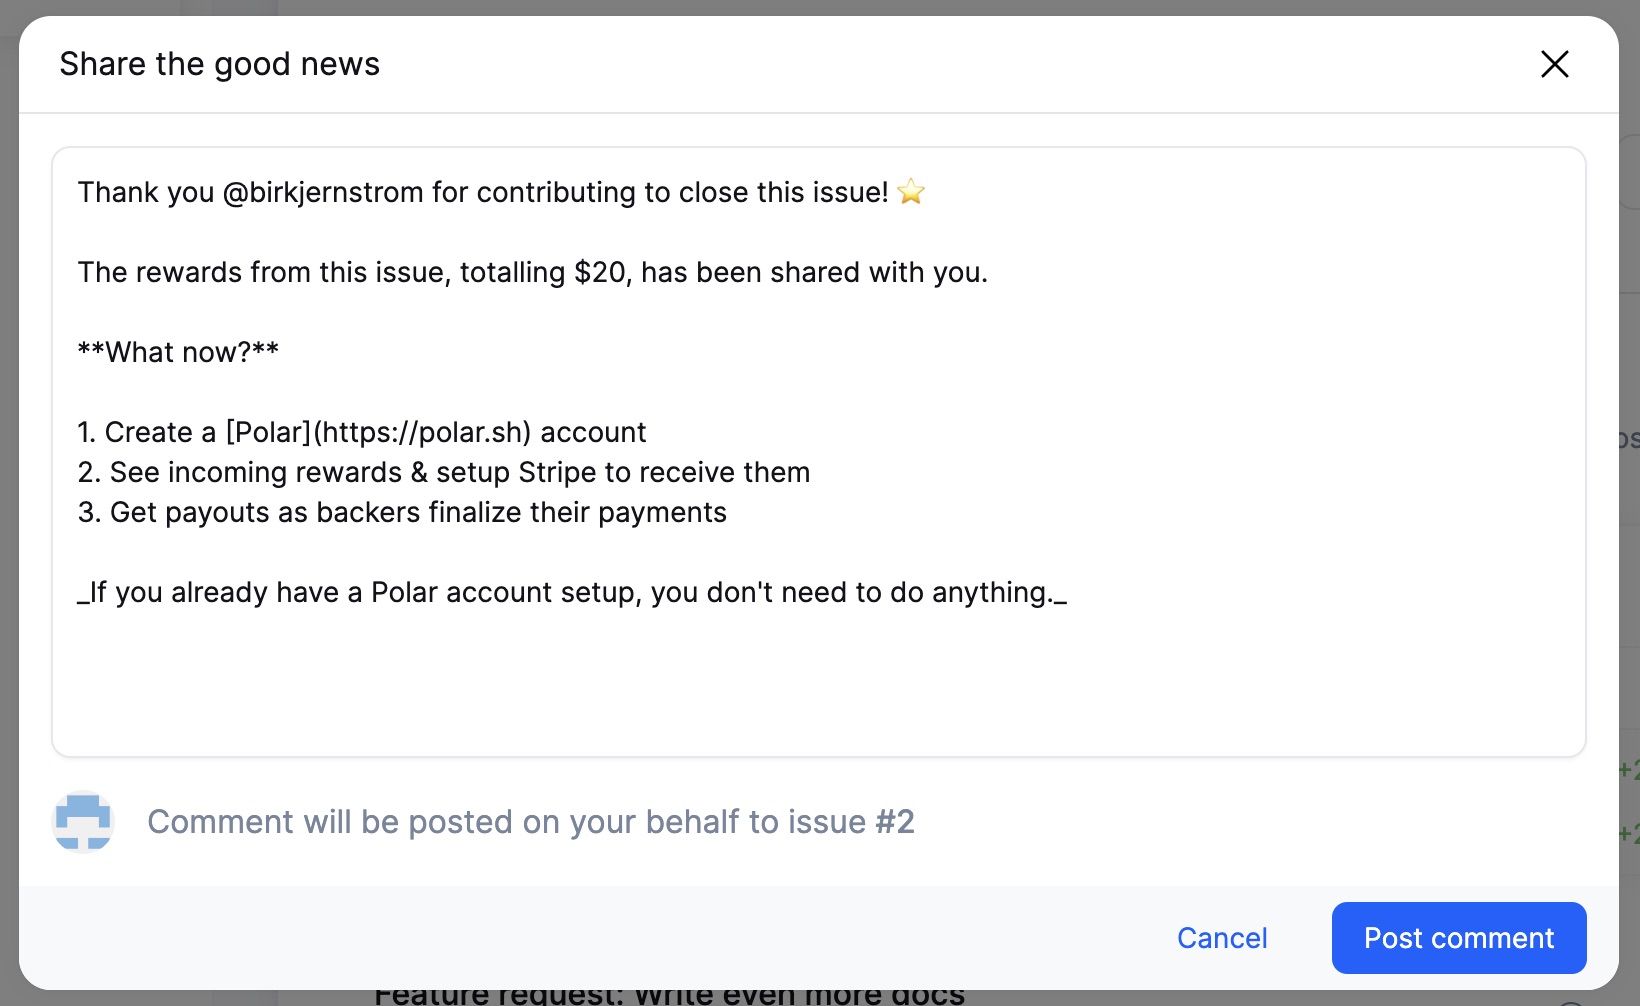 Share the good news
Thank you @birkjernstrom for contributing to close this issue! ⭐
The rewards from this issue, totalling $20, has been shared with you.
**What now?**
1. Create a [Polar](https://polar.sh) account
2. See incoming rewards & setup Stripe to receive them
3. Get payouts as backers finalize their payments
_If you already have a Polar account setup, you don't need to do anything._
Comment will be posted on your behalf to issue #2
Cancel
Post comment
Feature request: Write even more docs